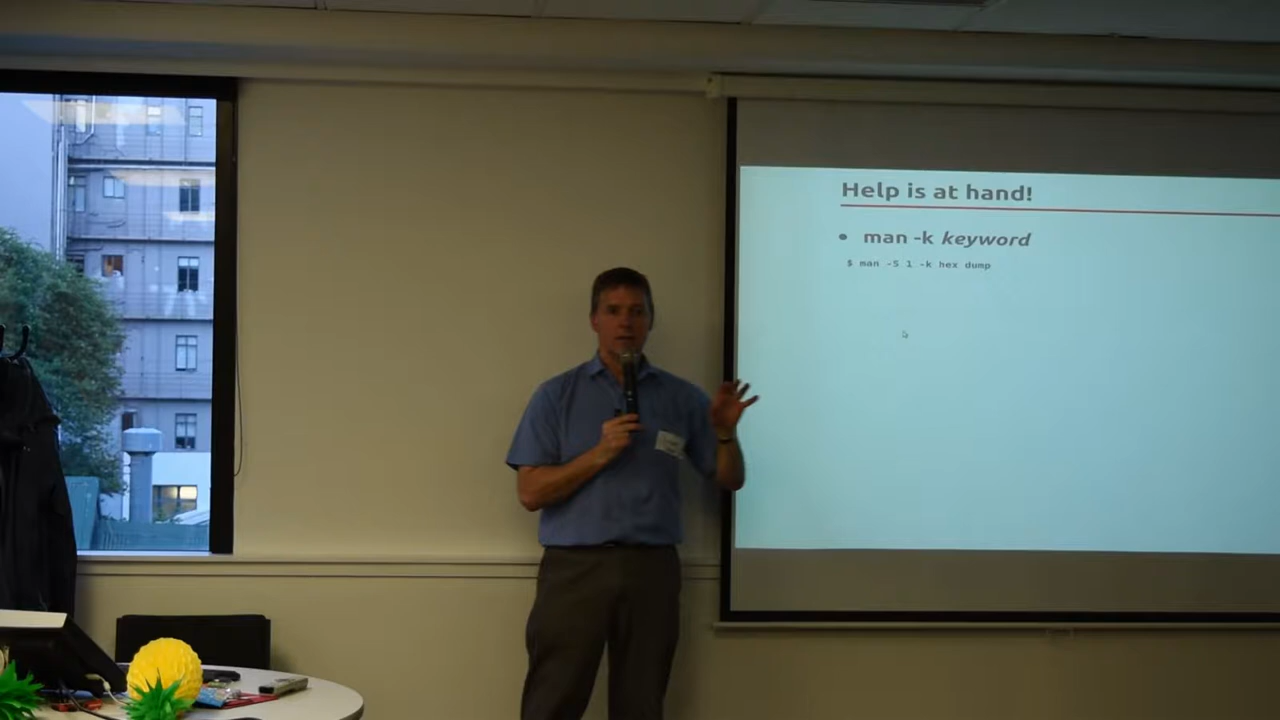 Help is at hand!
• man -k keyword
$ man -S 1 -k hex dump